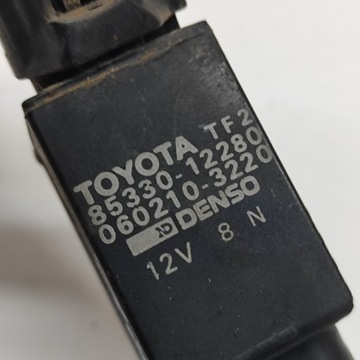 TOYOTA TF2
85330-12280
060210-3220
ND DENSO
12V 8 N